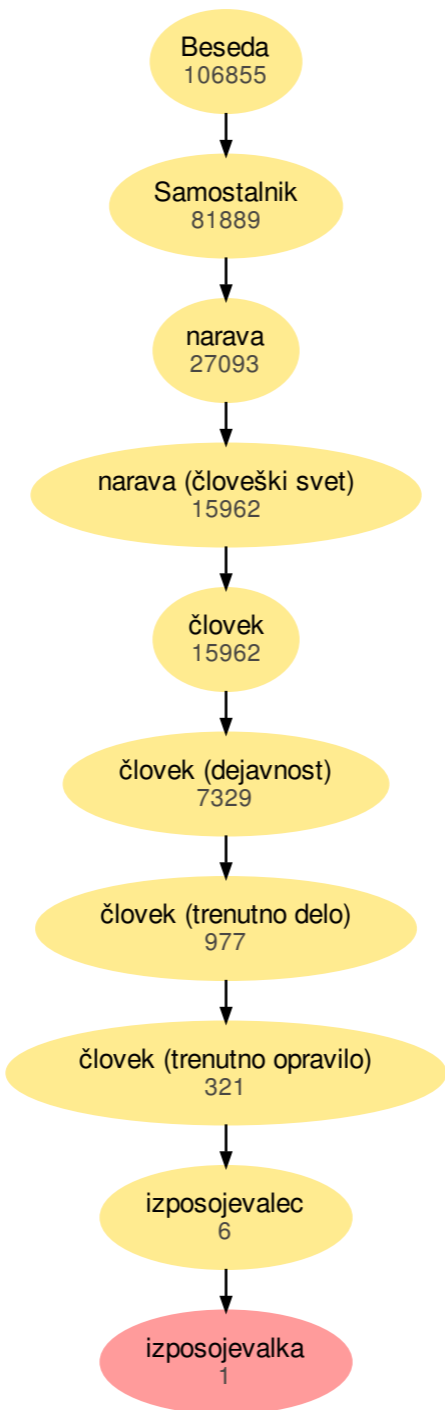 Beseda
106855
Samostalnik
81889
narava
27093
narava (človeški svet)
15962
človek
15962
človek (dejavnost)
7329
človek (trenutno delo)
977
človek (trenutno opravilo)
321
izposojevalec
6
izposojevalka
1